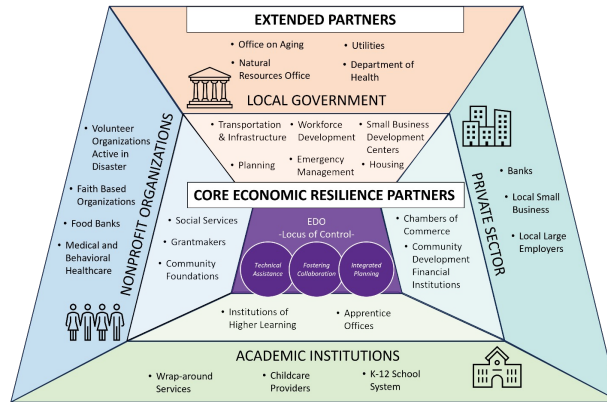 EXTENDED PARTNERS
• Office on Aging
• Natural
Resources Office
• Utilities
• Department of
Health
LOCAL GOVERNMENT
• Transportation
& Infrastructure
• Planning
• Workforce
Development
• Emergency
Management
• Small Business
Development
Centers
• Housing
CORE ECONOMIC RESILIENCE PARTNERS
NONPROFIT ORGANIZATIONS
• Volunteer
Organizations
Active in
Disaster
• Faith Based
Organizations
• Food Banks
• Medical and
Behavioral
Healthcare
• Social Services
• Grantmakers
• Community
Foundations
EDO
-Locus of Control-
Technical
Assistance
Fostering
Collaboration
Integrated
Planning
• Chambers of
Commerce
• Community
Development
Financial
Institutions
PRIVATE SECTOR
• Banks
• Local Small
Business
• Local Large
Employers
• Institutions of
Higher Learning
• Apprentice
Offices
ACADEMIC INSTITUTIONS
• Wrap-around
Services
• Childcare
Providers
• K-12 School
System